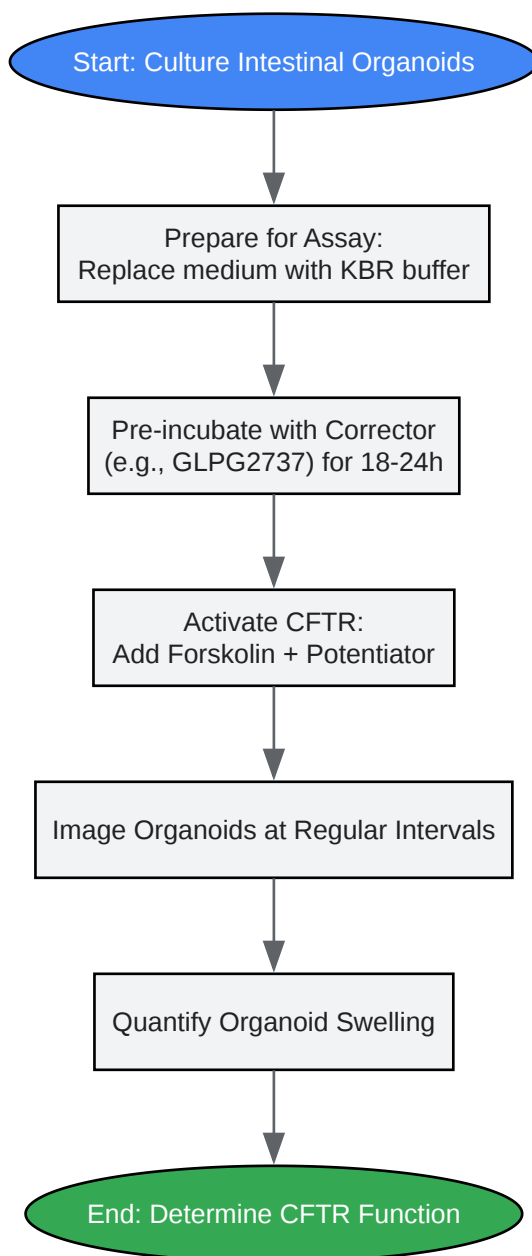 Start: Culture Intestinal Organoids
Prepare for Assay:
Replace medium with KBR buffer
Pre-incubate with Corrector
(e.g., GLPG2737) for 18-24h
Activate CFTR:
Add Forskolin + Potentiator
Image Organoids at Regular Intervals
Quantify Organoid Swelling
End: Determine CFTR Function